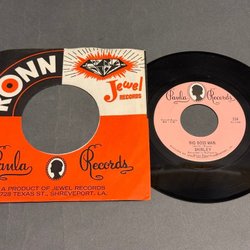 RONN
Jewel
RECORDS
Paula Records
A PRODUCT OF JEWEL RECORDS
728 TEXAS ST., SHREVEPORT, LA.
Paula Records
BIG BOSS MAN
SHIRLEY